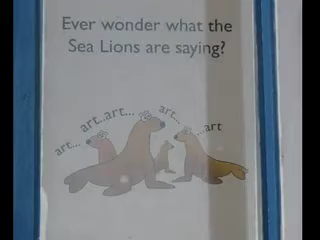 Ever wonder what the
Sea Lions are saying?
art... art...art... art... ...art